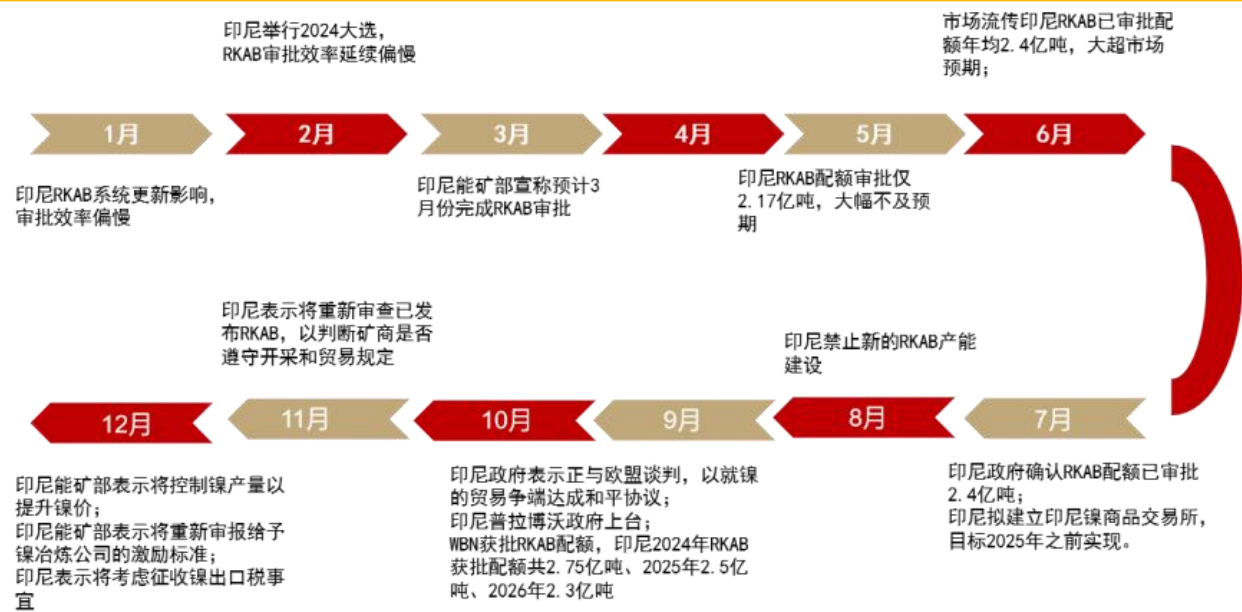 印尼举行2024大选，
RKAB审批效率延续偏慢
市场流传印尼RKAB已审批配
额年均2.4亿吨，大超市场
预期；
1月
2月
3月
4月
5月
6月
印尼RKAB系统更新影响，
审批效率偏慢
印尼能矿部宣称预计3
月份完成RKAB审批
印尼RKAB配额审批仅
2.17亿吨，大幅不及预
期
印尼表示将重新审查已发
布RKAB，以判断矿商是否
遵守开采和贸易规定
印尼禁止新的RKAB产能
建设
12月
11月
10月
9月
8月
7月
印尼能矿部表示将控制镍产量以
提升镍价；
印尼能矿部表示将重新审报给予
镍冶炼公司的激励标准；
印尼表示将考虑征收镍出口税事
宜
印尼政府表示正与欧盟谈判，以就镍
的贸易争端达成和平协议；
印尼普拉博沃政府上台；
WBN获批RKAB配额，印尼2024年RKAB
获批配额共2.75亿吨、2025年2.5亿
吨、2026年2.3亿吨
印尼政府确认RKAB配额已审批
2.4亿吨；
印尼拟建立印尼镍商品交易所，
目标2025年之前实现。